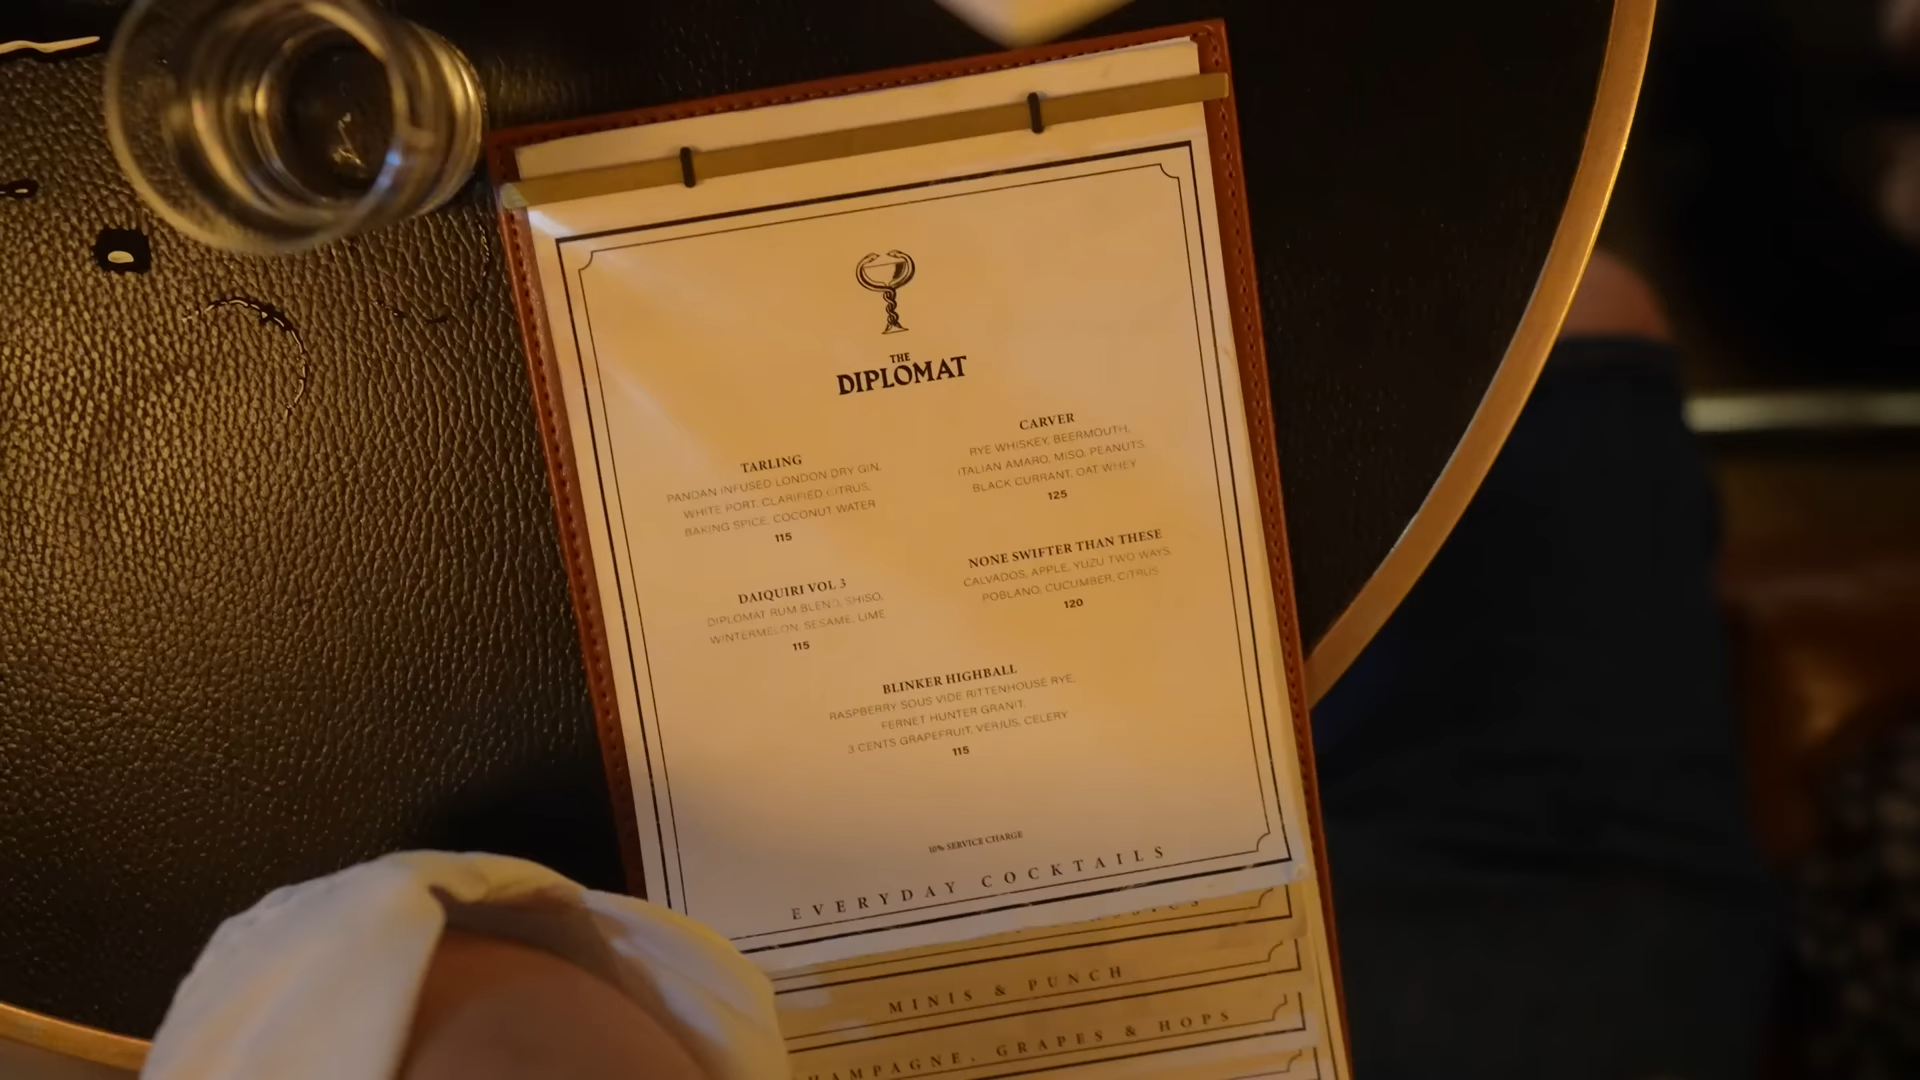 THE
DIPLOMAT
TARLING
PANDAN INFUSED LONDON DRY GIN,
WHITE PORT, CLARIFIED CITRUS,
BAKING SPICE, COCONUT WATER
115
CARVER
RYE WHISKEY, BEERMOUTH,
ITALIAN AMARO, MISO, PEANUTS,
BLACK CURRANT, OAT WHEY
125
DAIQUIRI VOL 3
DIPLOMAT RUM BLEND, SHISO,
WINTERMELON, SESAME, LIME
115
NONE SWIFTER THAN THESE
CALVADOS, APPLE, YUZU TWO WAYS
POBLANO, CUCUMBER, CITRUS
120
BLINKER HIGHBALL
RASPBERRY SOUS VIDE RITTENHOUSE RYE,
FERNET HUNTER GRANIT,
3 CENTS GRAPEFRUIT, VERJUS, CELERY
115
10% SERVICE CHARGE
EVERYDAY COCKTAILS
MINIS & PUNCH
HAMPAGNE, GRAPES & HOPS